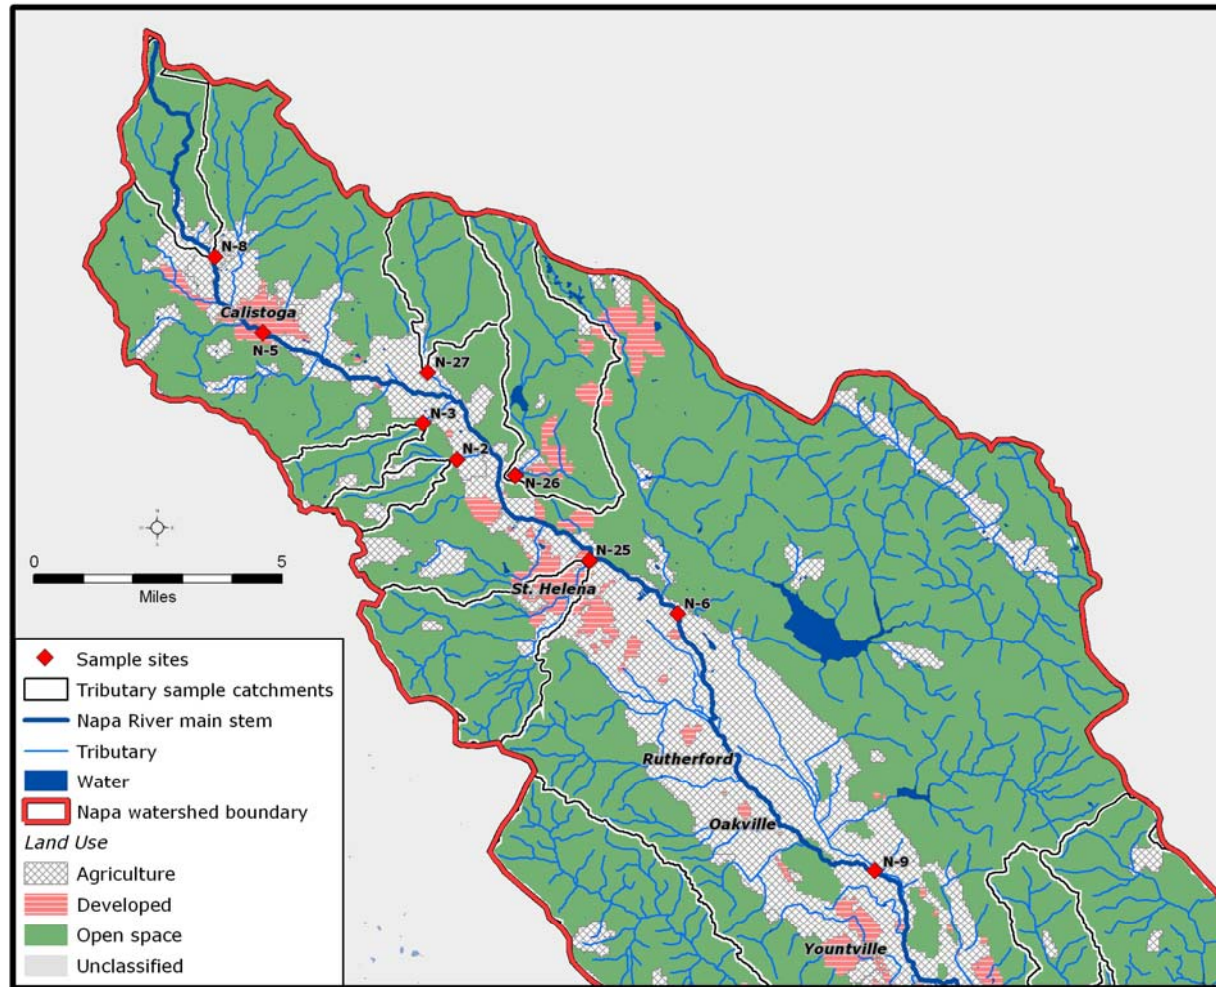 N-8
Calistoga
N-5
N-27
N-3
N-2
N-26
N-25
St. Helena
N-6
0 5
Miles
Rutherford
Oakville
N-9
Yountville
Sample sites
Tributary sample catchments
Napa River main stem
Tributary
Water
Napa watershed boundary
Land Use
Agriculture
Developed
Open space
Unclassified